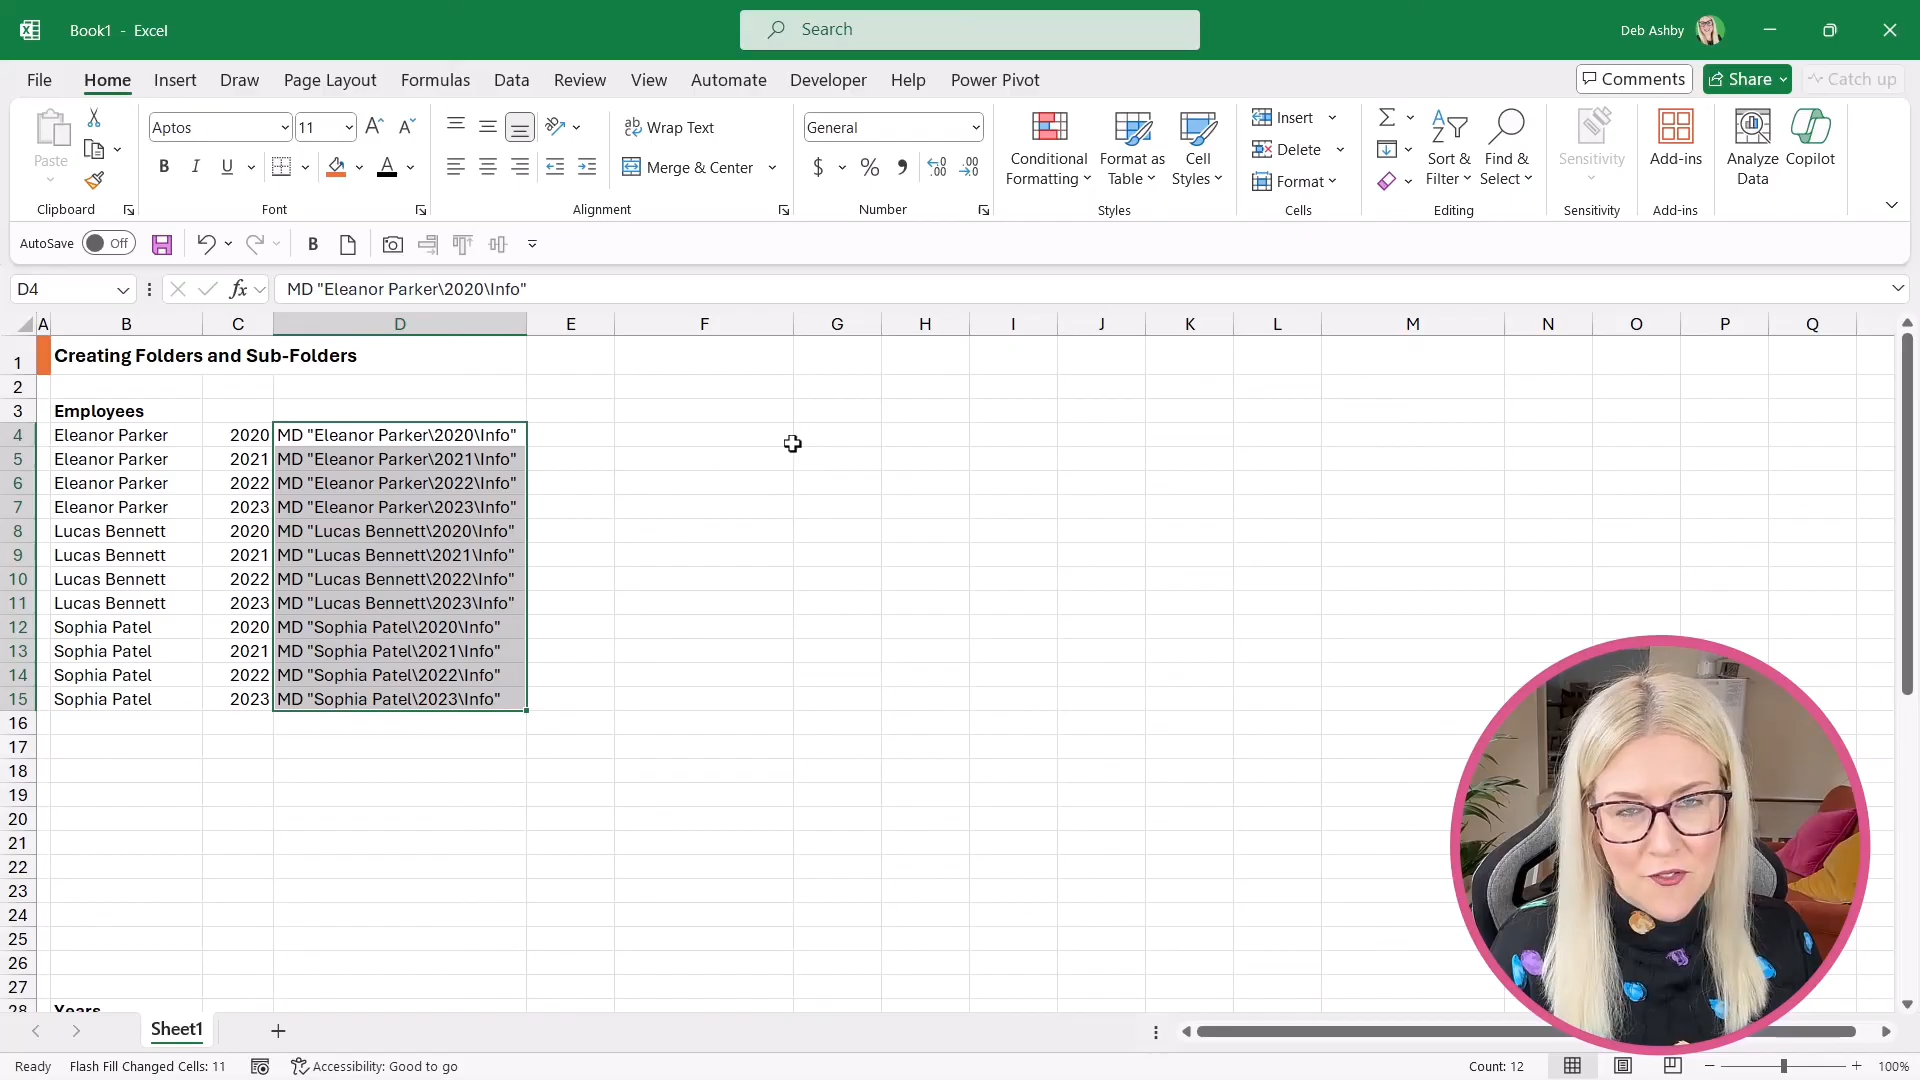 Book1 - Excel
Search
Deb Ashby
File Home Insert Draw Page Layout Formulas Data Review View Automate Developer Help Power Pivot
Comments Share Catch up
Paste
Clipboard
Aptos 11
B I U
Font
Wrap Text
Merge & Center
Alignment
General
$ % ,
Number
Conditional Formatting
Format as Table
Cell Styles
Styles
Insert
Delete
Format
Cells
Sort & Filter
Find & Select
Editing
Sensitivity
Sensitivity
Add-ins
Add-ins
Analyze Data
Copilot
AutoSave Off
B
D4
fx
MD "Eleanor Parker\2020\Info"
A B C D E F G H I J K L M N O P Q
1 Creating Folders and Sub-Folders
2
3 Employees
4 Eleanor Parker 2020 MD "Eleanor Parker\2020\Info"
5 Eleanor Parker 2021 MD "Eleanor Parker\2021\Info"
6 Eleanor Parker 2022 MD "Eleanor Parker\2022\Info"
7 Eleanor Parker 2023 MD "Eleanor Parker\2023\Info"
8 Lucas Bennett 2020 MD "Lucas Bennett\2020\Info"
9 Lucas Bennett 2021 MD "Lucas Bennett\2021\Info"
10 Lucas Bennett 2022 MD "Lucas Bennett\2022\Info"
11 Lucas Bennett 2023 MD "Lucas Bennett\2023\Info"
12 Sophia Patel 2020 MD "Sophia Patel\2020\Info"
13 Sophia Patel 2021 MD "Sophia Patel\2021\Info"
14 Sophia Patel 2022 MD "Sophia Patel\2022\Info"
15 Sophia Patel 2023 MD "Sophia Patel\2023\Info"
16
17
18
19
20
21
22
23
24
25
26
27
28 Years
Sheet1
Ready Flash Fill Changed Cells: 11 Accessibility: Good to go Count: 12 100%